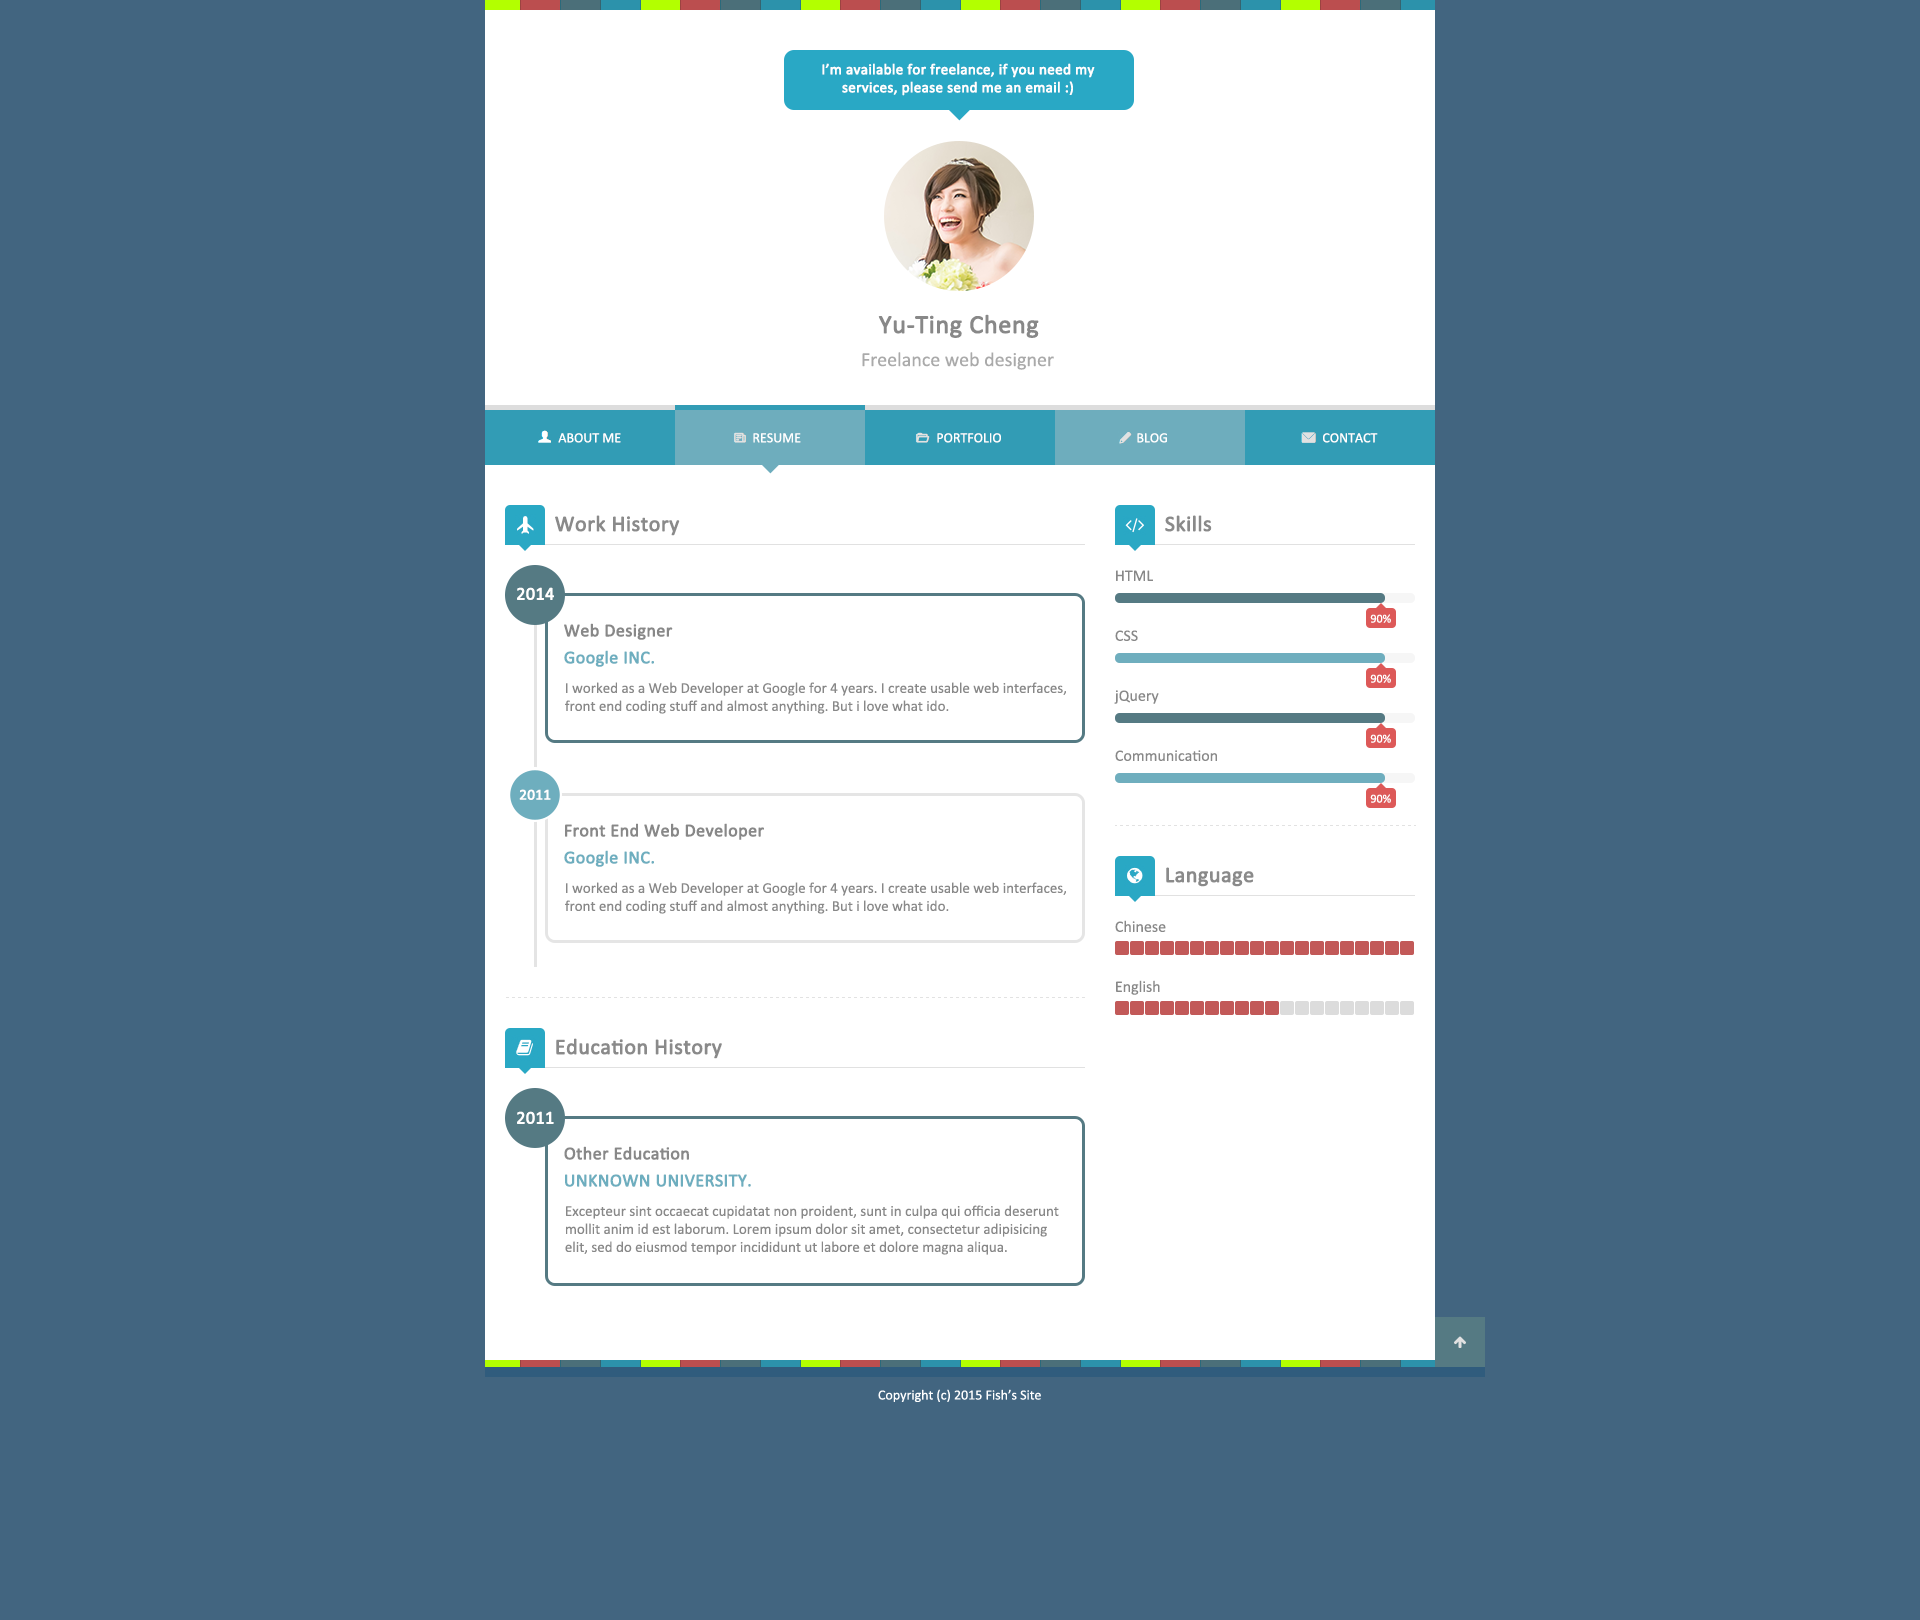 I'm available for freelance, if you need my
services, please send me an email :)
Yu-Ting Cheng
Freelance web designer
ABOUT ME
RESUME
PORTFOLIO
BLOG
CONTACT
Work History
2014
Web Designer
Google INC.
I worked as a Web Developer at Google for 4 years. I create usable web interfaces,
front end coding stuff and almost anything. But i love what ido.
2011
Front End Web Developer
Google INC.
I worked as a Web Developer at Google for 4 years. I create usable web interfaces,
front end coding stuff and almost anything. But i love what ido.
Education History
2011
Other Education
UNKNOWN UNIVERSITY.
Excepteur sint occaecat cupidatat non proident, sunt in culpa qui officia deserunt
mollit anim id est laborum. Lorem ipsum dolor sit amet, consectetur adipisicing
elit, sed do eiusmod tempor incididunt ut labore et dolore magna aliqua.
Skills
HTML
90%
CSS
90%
jQuery
90%
Communication
90%
Language
Chinese
English
Copyright (c) 2015 Fish's Site